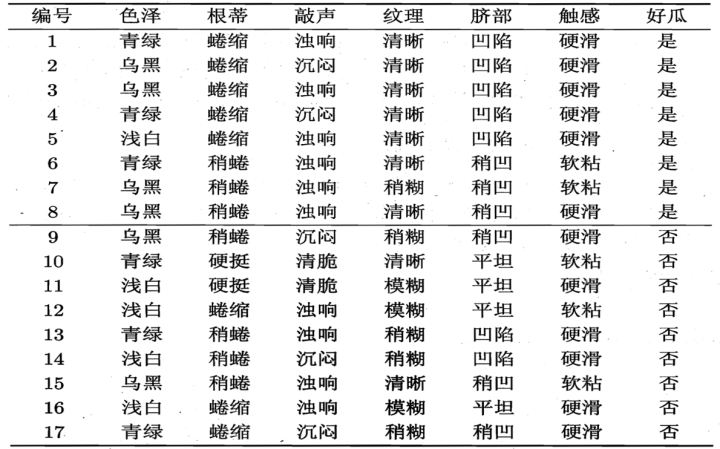 编号 色泽 根蒂 敲声 纹理 脐部 触感 好瓜
1 青绿 蜷缩 浊响 清晰 凹陷 硬滑 是
2 乌黑 蜷缩 沉闷 清晰 凹陷 硬滑 是
3 乌黑 蜷缩 浊响 清晰 凹陷 硬滑 是
4 青绿 蜷缩 沉闷 清晰 凹陷 硬滑 是
5 浅白 蜷缩 浊响 清晰 凹陷 硬滑 是
6 青绿 稍蜷 浊响 清晰 稍凹 软粘 是
7 乌黑 稍蜷 浊响 稍糊 稍凹 软粘 是
8 乌黑 稍蜷 浊响 清晰 稍凹 硬滑 是
9 乌黑 稍蜷 沉闷 稍糊 稍凹 硬滑 否
10 青绿 硬挺 清脆 清晰 平坦 软粘 否
11 浅白 硬挺 清脆 模糊 平坦 硬滑 否
12 浅白 蜷缩 浊响 模糊 平坦 软粘 否
13 青绿 稍蜷 浊响 稍糊 凹陷 硬滑 否
14 浅白 稍蜷 沉闷 稍糊 凹陷 硬滑 否
15 乌黑 稍蜷 浊响 清晰 稍凹 软粘 否
16 浅白 蜷缩 浊响 模糊 平坦 硬滑 否
17 青绿 蜷缩 沉闷 稍糊 稍凹 硬滑 否